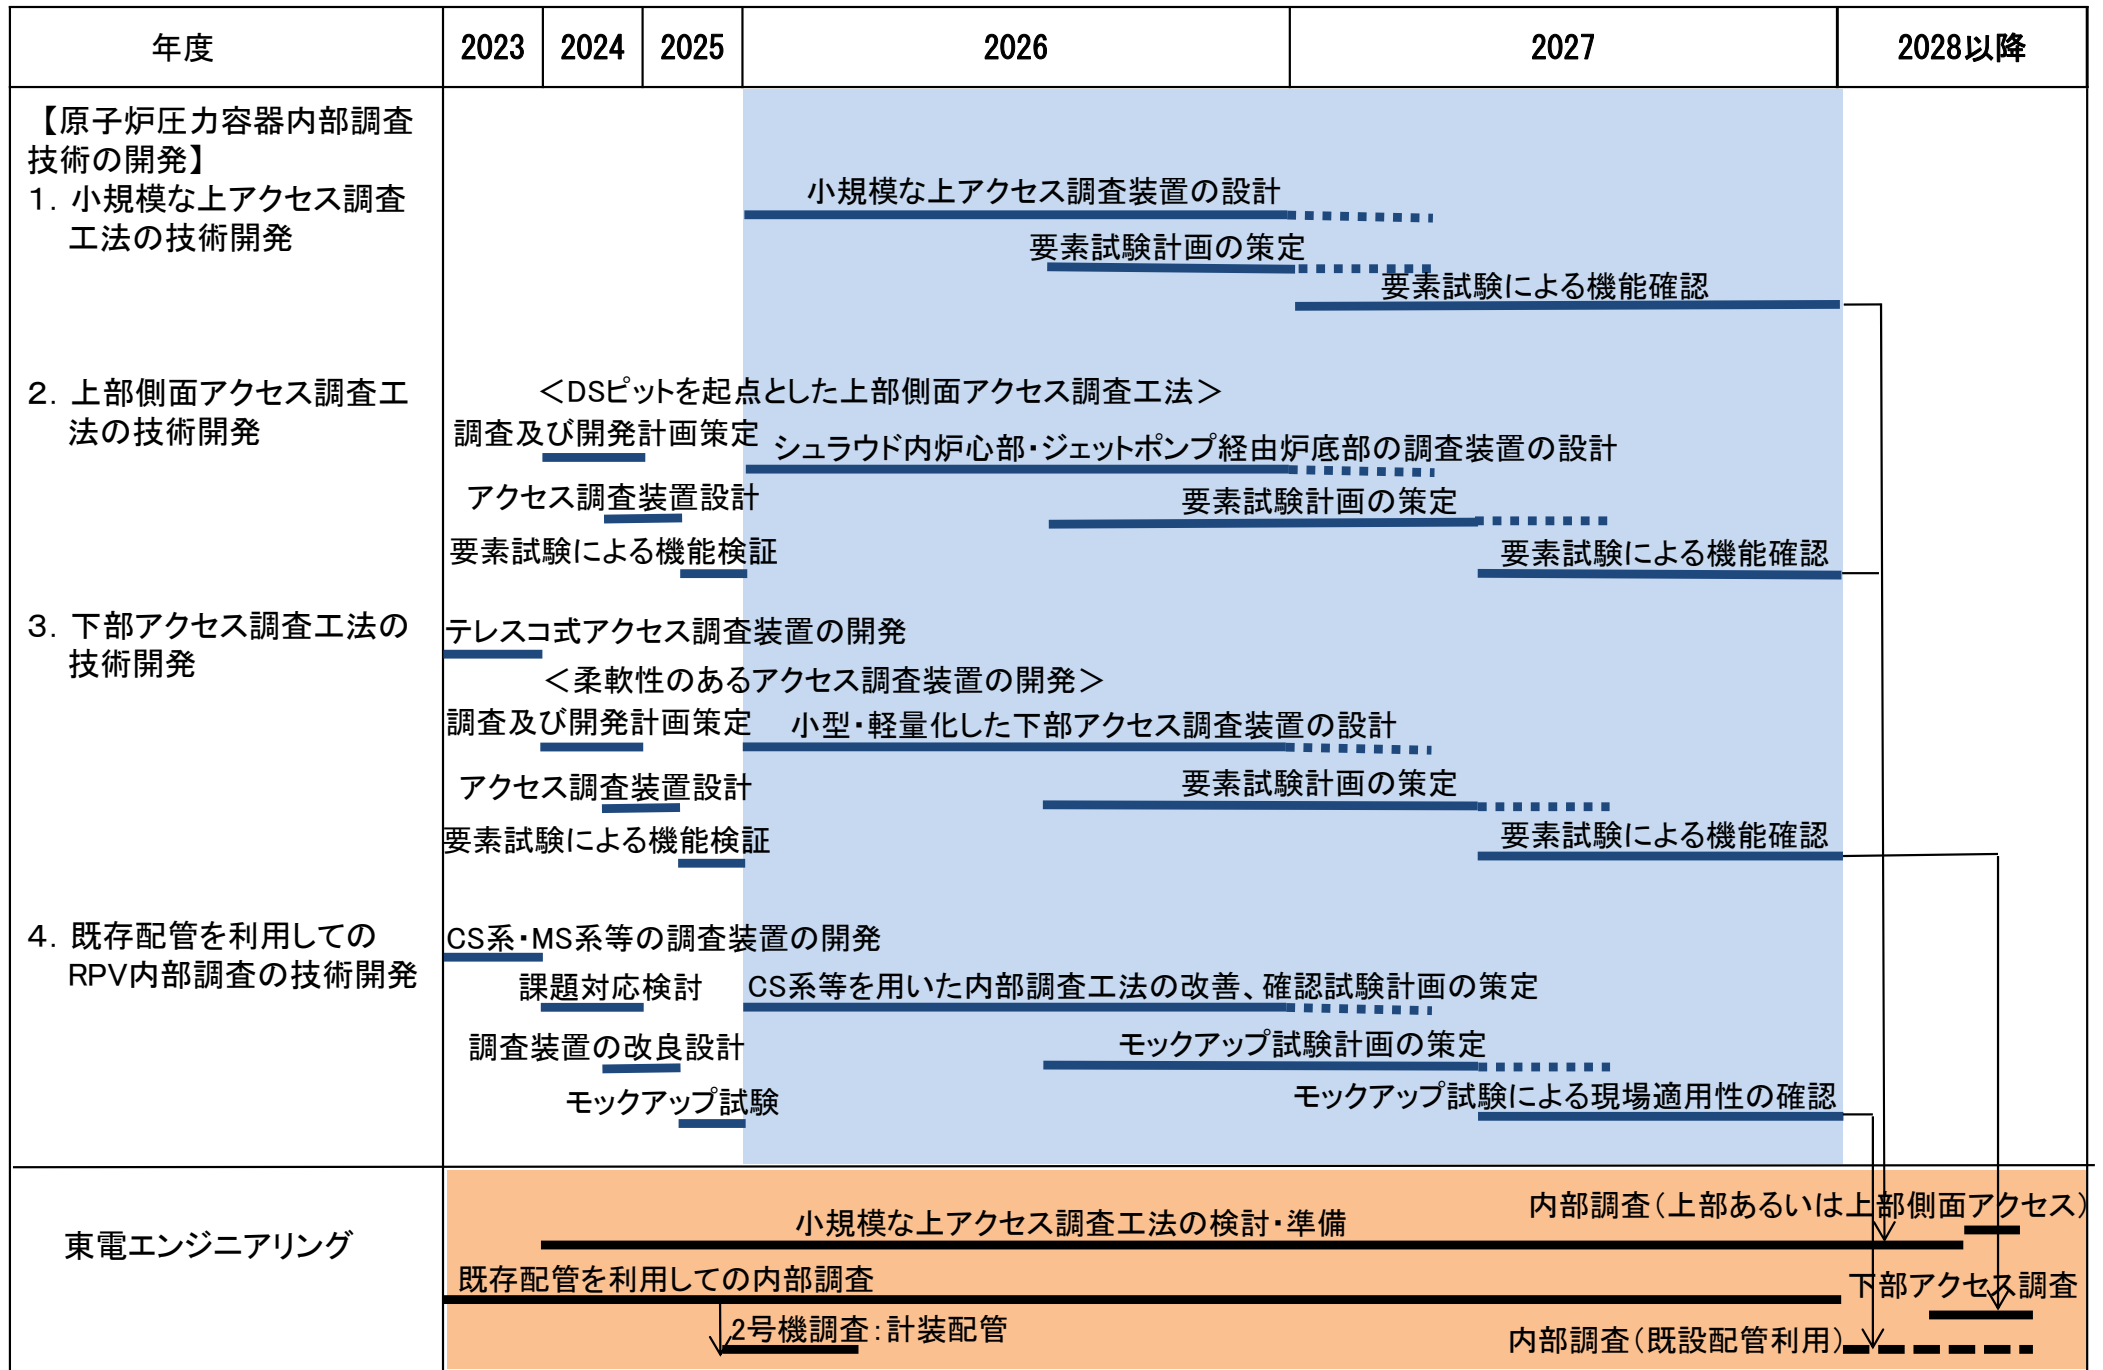 年度 2023 2024 2025 2026 2027 2028以降
【原子炉圧力容器内部調査
技術の開発】
1．小規模な上アクセス調査
工法の技術開発
小規模な上アクセス調査装置の設計
要素試験計画の策定
要素試験による機能確認
2．上部側面アクセス調査工
法の技術開発
＜DSピットを起点とした上部側面アクセス調査工法＞
調査及び開発計画策定
シュラウド内炉心部・ジェットポンプ経由炉底部の調査装置の設計
アクセス調査装置設計
要素試験計画の策定
要素試験による機能検証
要素試験による機能確認
3．下部アクセス調査工法の
技術開発
テレスコ式アクセス調査装置の開発
＜柔軟性のあるアクセス調査装置の開発＞
調査及び開発計画策定
小型・軽量化した下部アクセス調査装置の設計
アクセス調査装置設計
要素試験計画の策定
要素試験による機能検証
要素試験による機能確認
4．既存配管を利用しての
RPV内部調査の技術開発
CS系・MS系等の調査装置の開発
課題対応検討
CS系等を用いた内部調査工法の改善、確認試験計画の策定
調査装置の改良設計
モックアップ試験計画の策定
モックアップ試験
モックアップ試験による現場適用性の確認
東電エンジニアリング
内部調査（上部あるいは上部側面アクセス）
小規模な上アクセス調査工法の検討・準備
既存配管を利用しての内部調査
下部アクセス調査
2号機調査：計装配管
内部調査（既設配管利用）